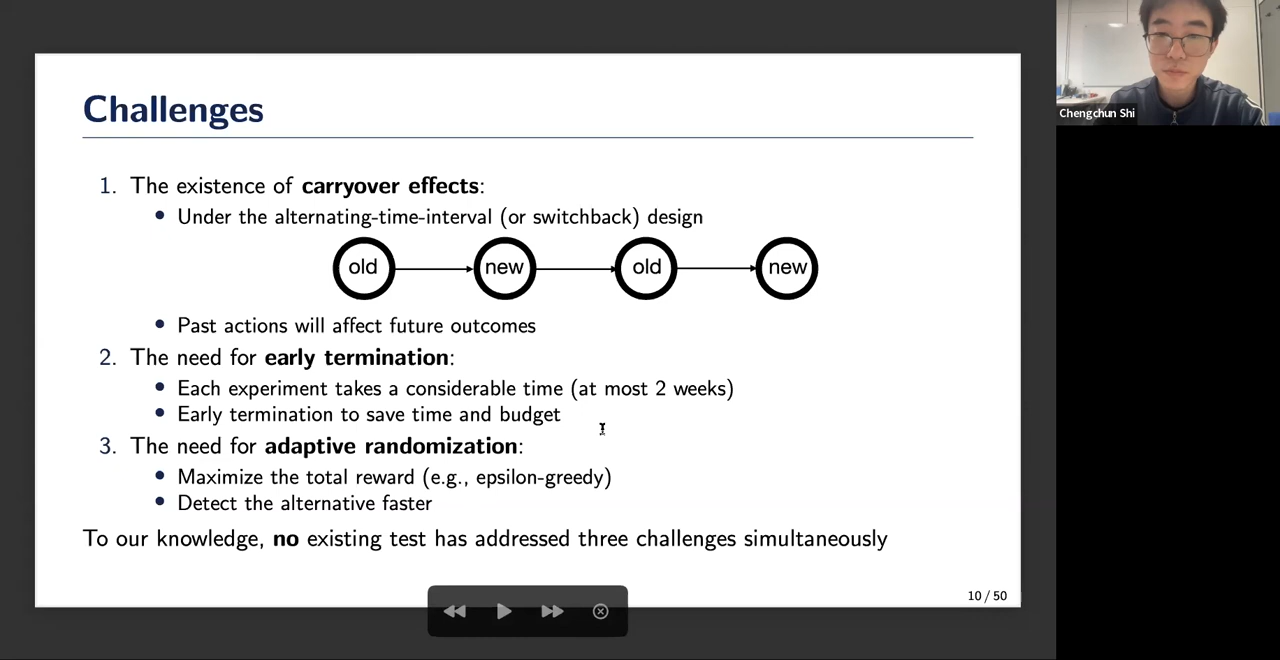 Challenges
1. The existence of carryover effects:
• Under the alternating-time-interval (or switchback) design
old new old new
• Past actions will affect future outcomes
2. The need for early termination:
• Each experiment takes a considerable time (at most 2 weeks)
• Early termination to save time and budget
3. The need for adaptive randomization:
• Maximize the total reward (e.g., epsilon-greedy)
• Detect the alternative faster
To our knowledge, no existing test has addressed three challenges simultaneously
10 / 50
Chengchun Shi